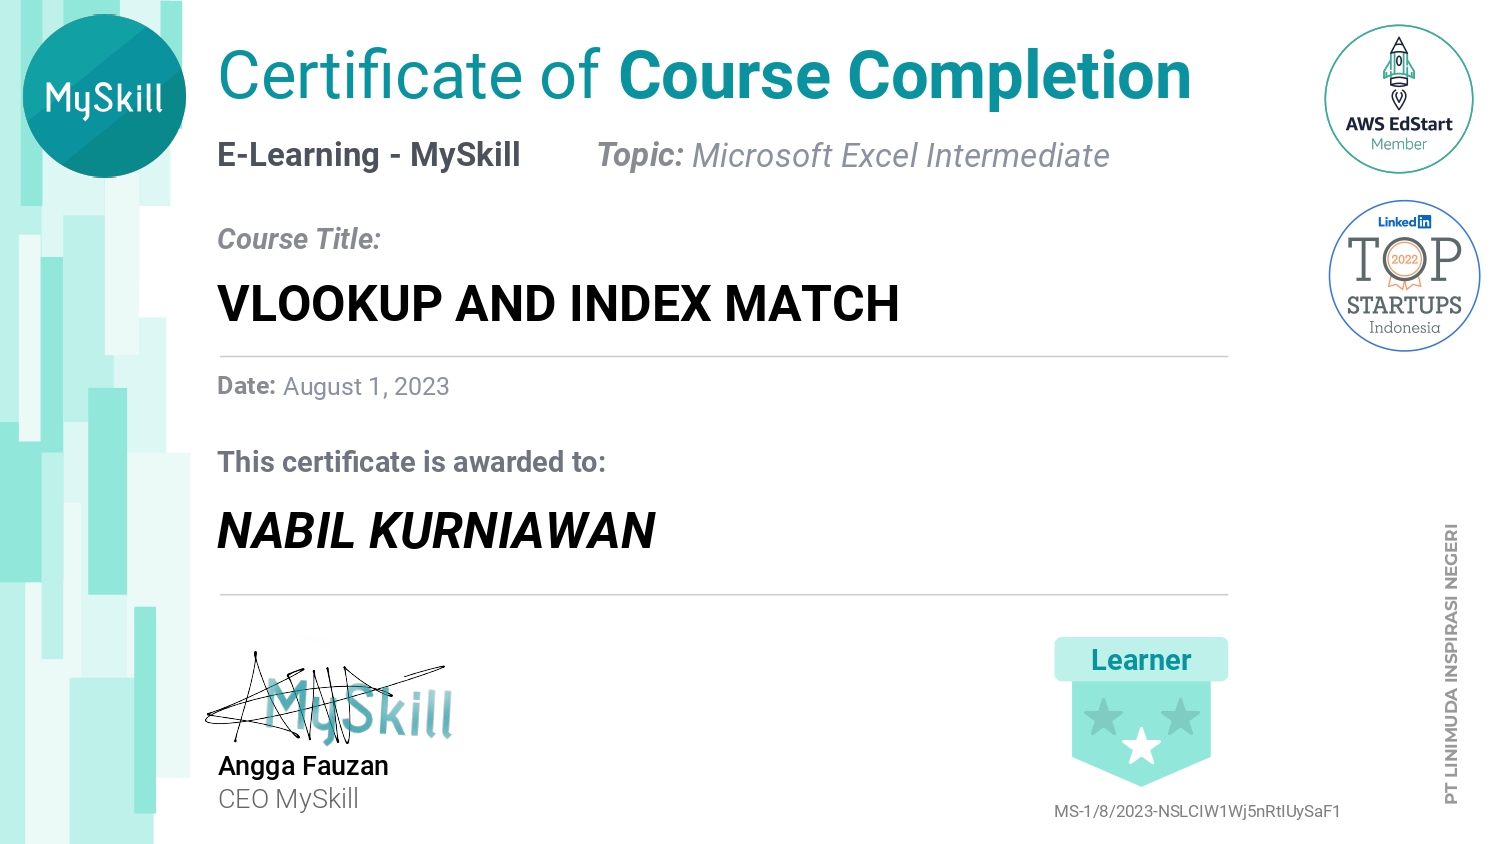 MySkill
Certificate of Course Completion
E-Learning - MySkill
Topic: Microsoft Excel Intermediate
AWS EdStart
Member
Linked in
TOP
2022
STARTUPS
Indonesia
Course Title:
VLOOKUP AND INDEX MATCH
Date: August 1, 2023
This certificate is awarded to:
NABIL KURNIAWAN
MySkill
Angga Fauzan
CEO MySkill
Learner
MS-1/8/2023-NSLCIW1Wj5nRtIUySaF1
PT LINIMUDA INSPIRASI NEGERI